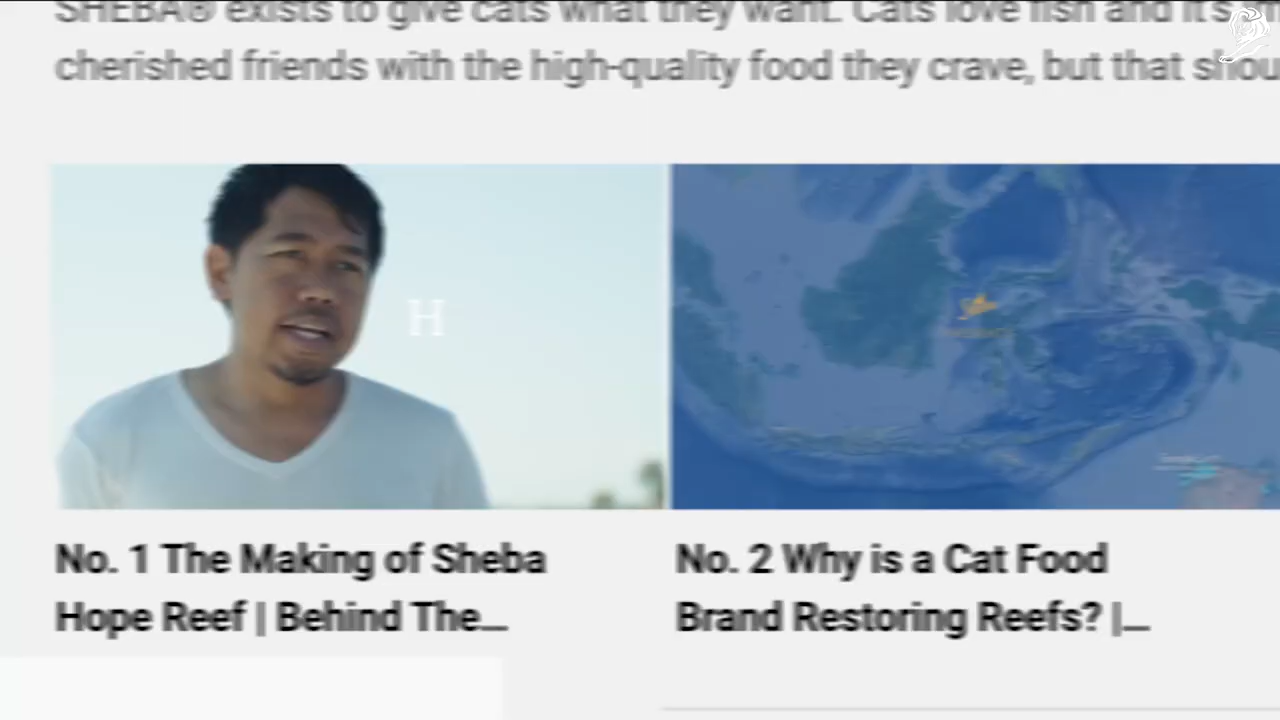 SHEBA® exists to give cats what they want. Cats love fish and it's
cherished friends with the high-quality food they crave, but that shou
H
No. 1 The Making of Sheba
Hope Reef | Behind The...
No. 2 Why is a Cat Food
Brand Restoring Reefs? |...